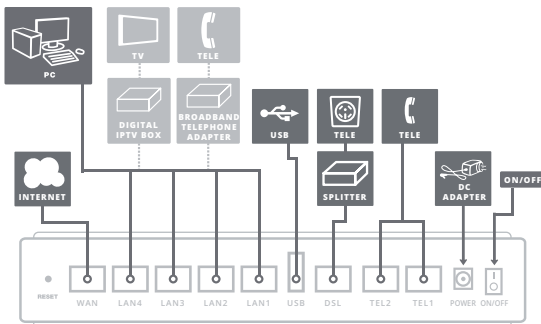 PC
TV
TELE
DIGITAL
IPTV BOX
BROADBAND
TELEPHONE
ADAPTER
USB
TELE
TELE
INTERNET
SPLITTER
DC
ADAPTER
ON/OFF
RESET
WAN
LAN4
LAN3
LAN2
LAN1
USB
DSL
TEL2
TEL1
POWER
ON/OFF